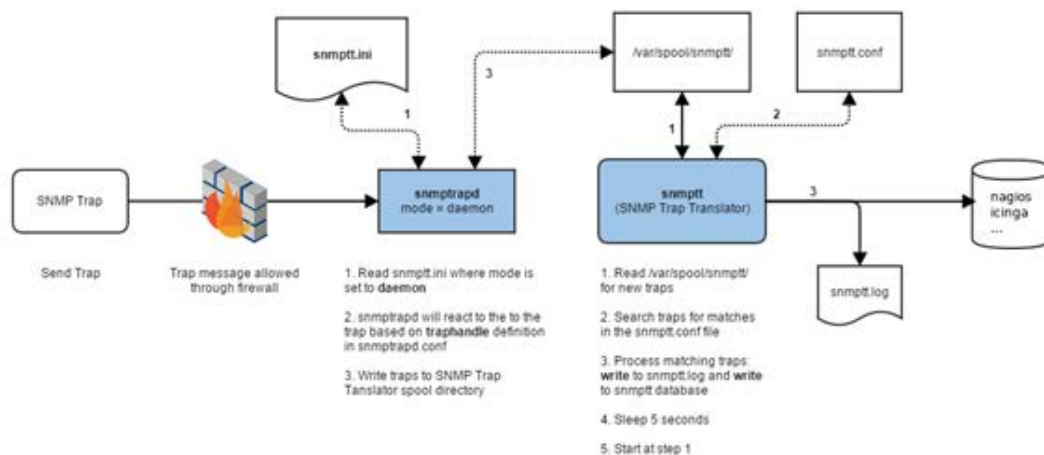 snmptt.ini
/var/spool/snmptt/
snmptt.conf
3
1
1
2
SNMP Trap
snmptrapd
mode = daemon
snmptt
(SNMP Trap Translator)
3
nagios
icinga
...
Send Trap
Trap message allowed
through firewall
1. Read snmptt.ini where mode is
set to daemon
2. snmptrapd will react to the to the
trap based on traphandle definition
in snmptrapd.conf
3. Write traps to SNMP Trap
Tanslator spool directory
1. Read /var/spool/snmptt/
for new traps
2. Search traps for matches
in the snmptt.conf file
3. Process matching traps:
write to snmptt.log and write
to snmptt database
4. Sleep 5 seconds
5. Start at step 1
snmptt.log